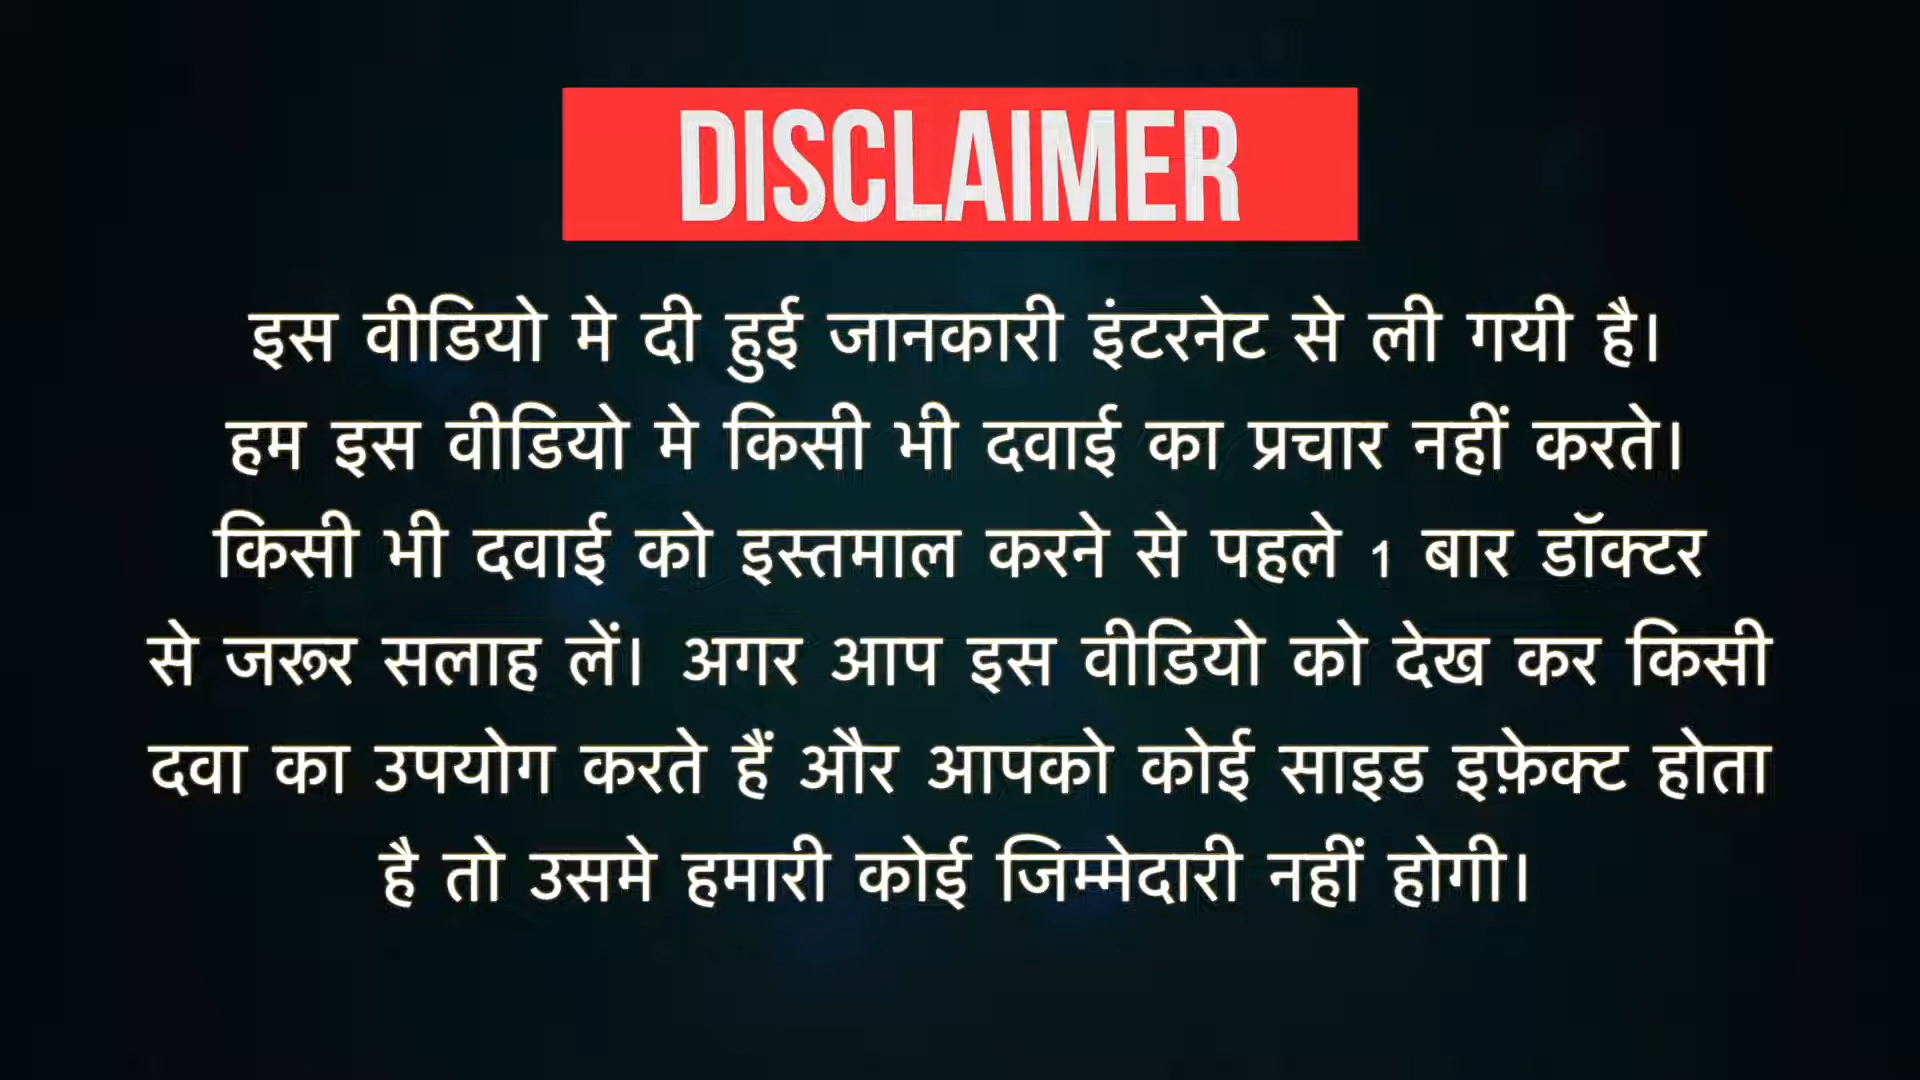 DISCLAIMER
इस वीडियो मे दी हुई जानकारी इंटरनेट से ली गयी है।
हम इस वीडियो मे किसी भी दवाई का प्रचार नहीं करते।
किसी भी दवाई को इस्तमाल करने से पहले 1 बार डॉक्टर
से जरूर सलाह लें। अगर आप इस वीडियो को देख कर किसी
दवा का उपयोग करते हैं और आपको कोई साइड इफ़ेक्ट होता
है तो उसमे हमारी कोई जिम्मेदारी नहीं होगी।